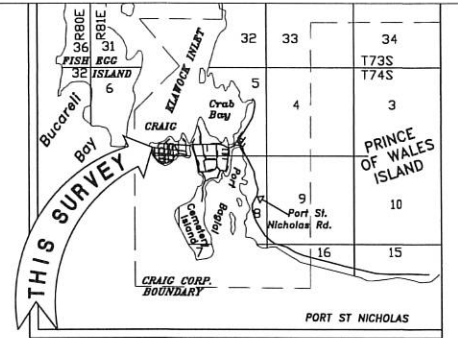 R80E
R81E
36
31
32
33
34
FISH EGG
ISLAND
32
6
T73S
T74S
KLAWOCK INLET
5
4
3
Crab
Bay
Bucareli
Bay
CRAIG
PRINCE
OF WALES
ISLAND
THIS SURVEY
Port
Bagial
Cemetery
Island
7
8
9
10
Port St.
Nicholas Rd.
16
15
CRAIG CORP.
BOUNDARY
PORT ST NICHOLAS